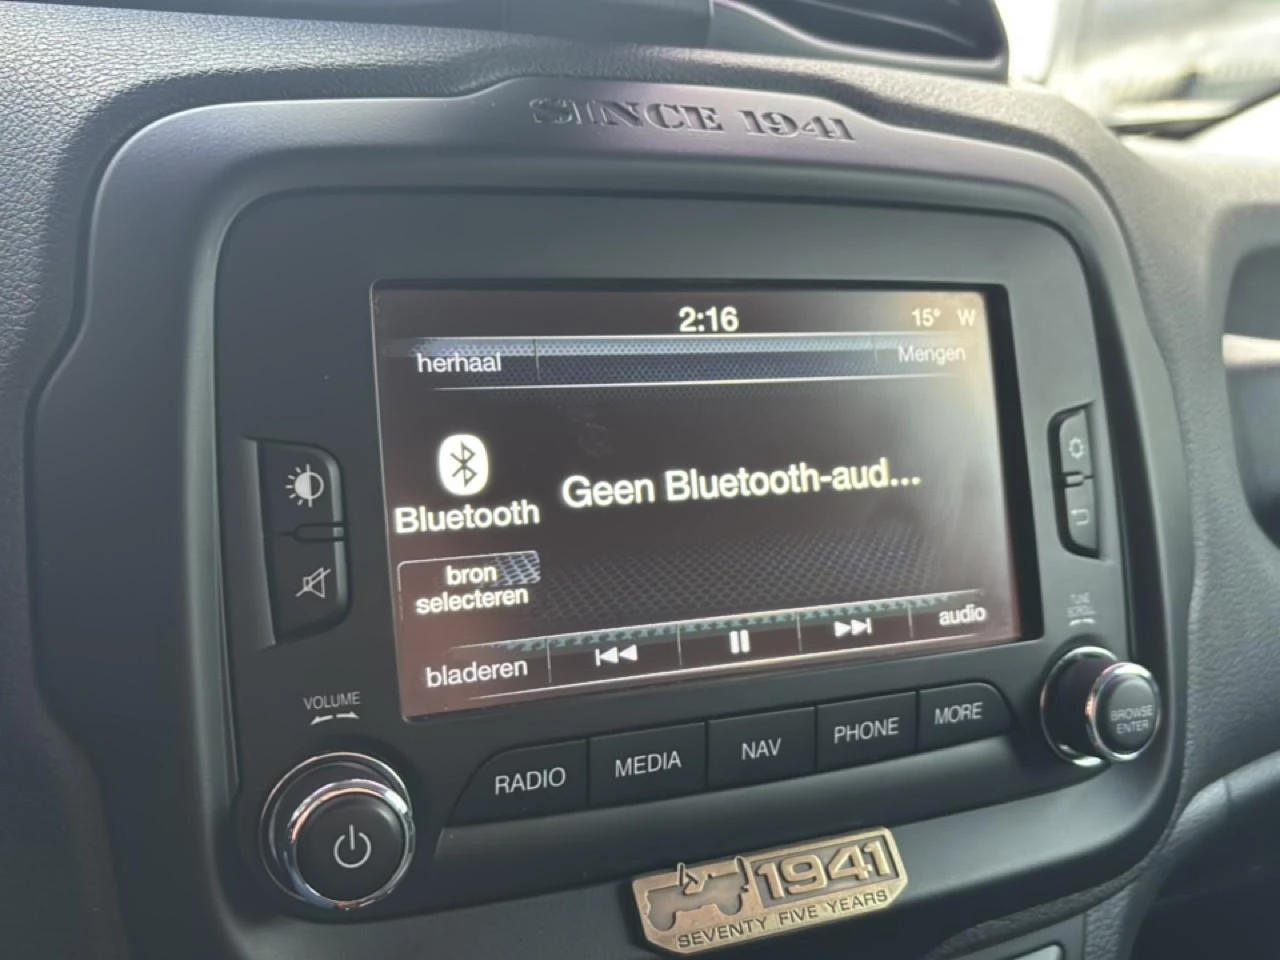 SINCE 1941
2:16
15° W
herhaal
Mengen
Bluetooth
Geen Bluetooth-aud...
bron
selecteren
bladeren
audio
VOLUME
TUNE
SCROLL
BROWSE
ENTER
RADIO
MEDIA
NAV
PHONE
MORE
1941
SEVENTY FIVE YEARS